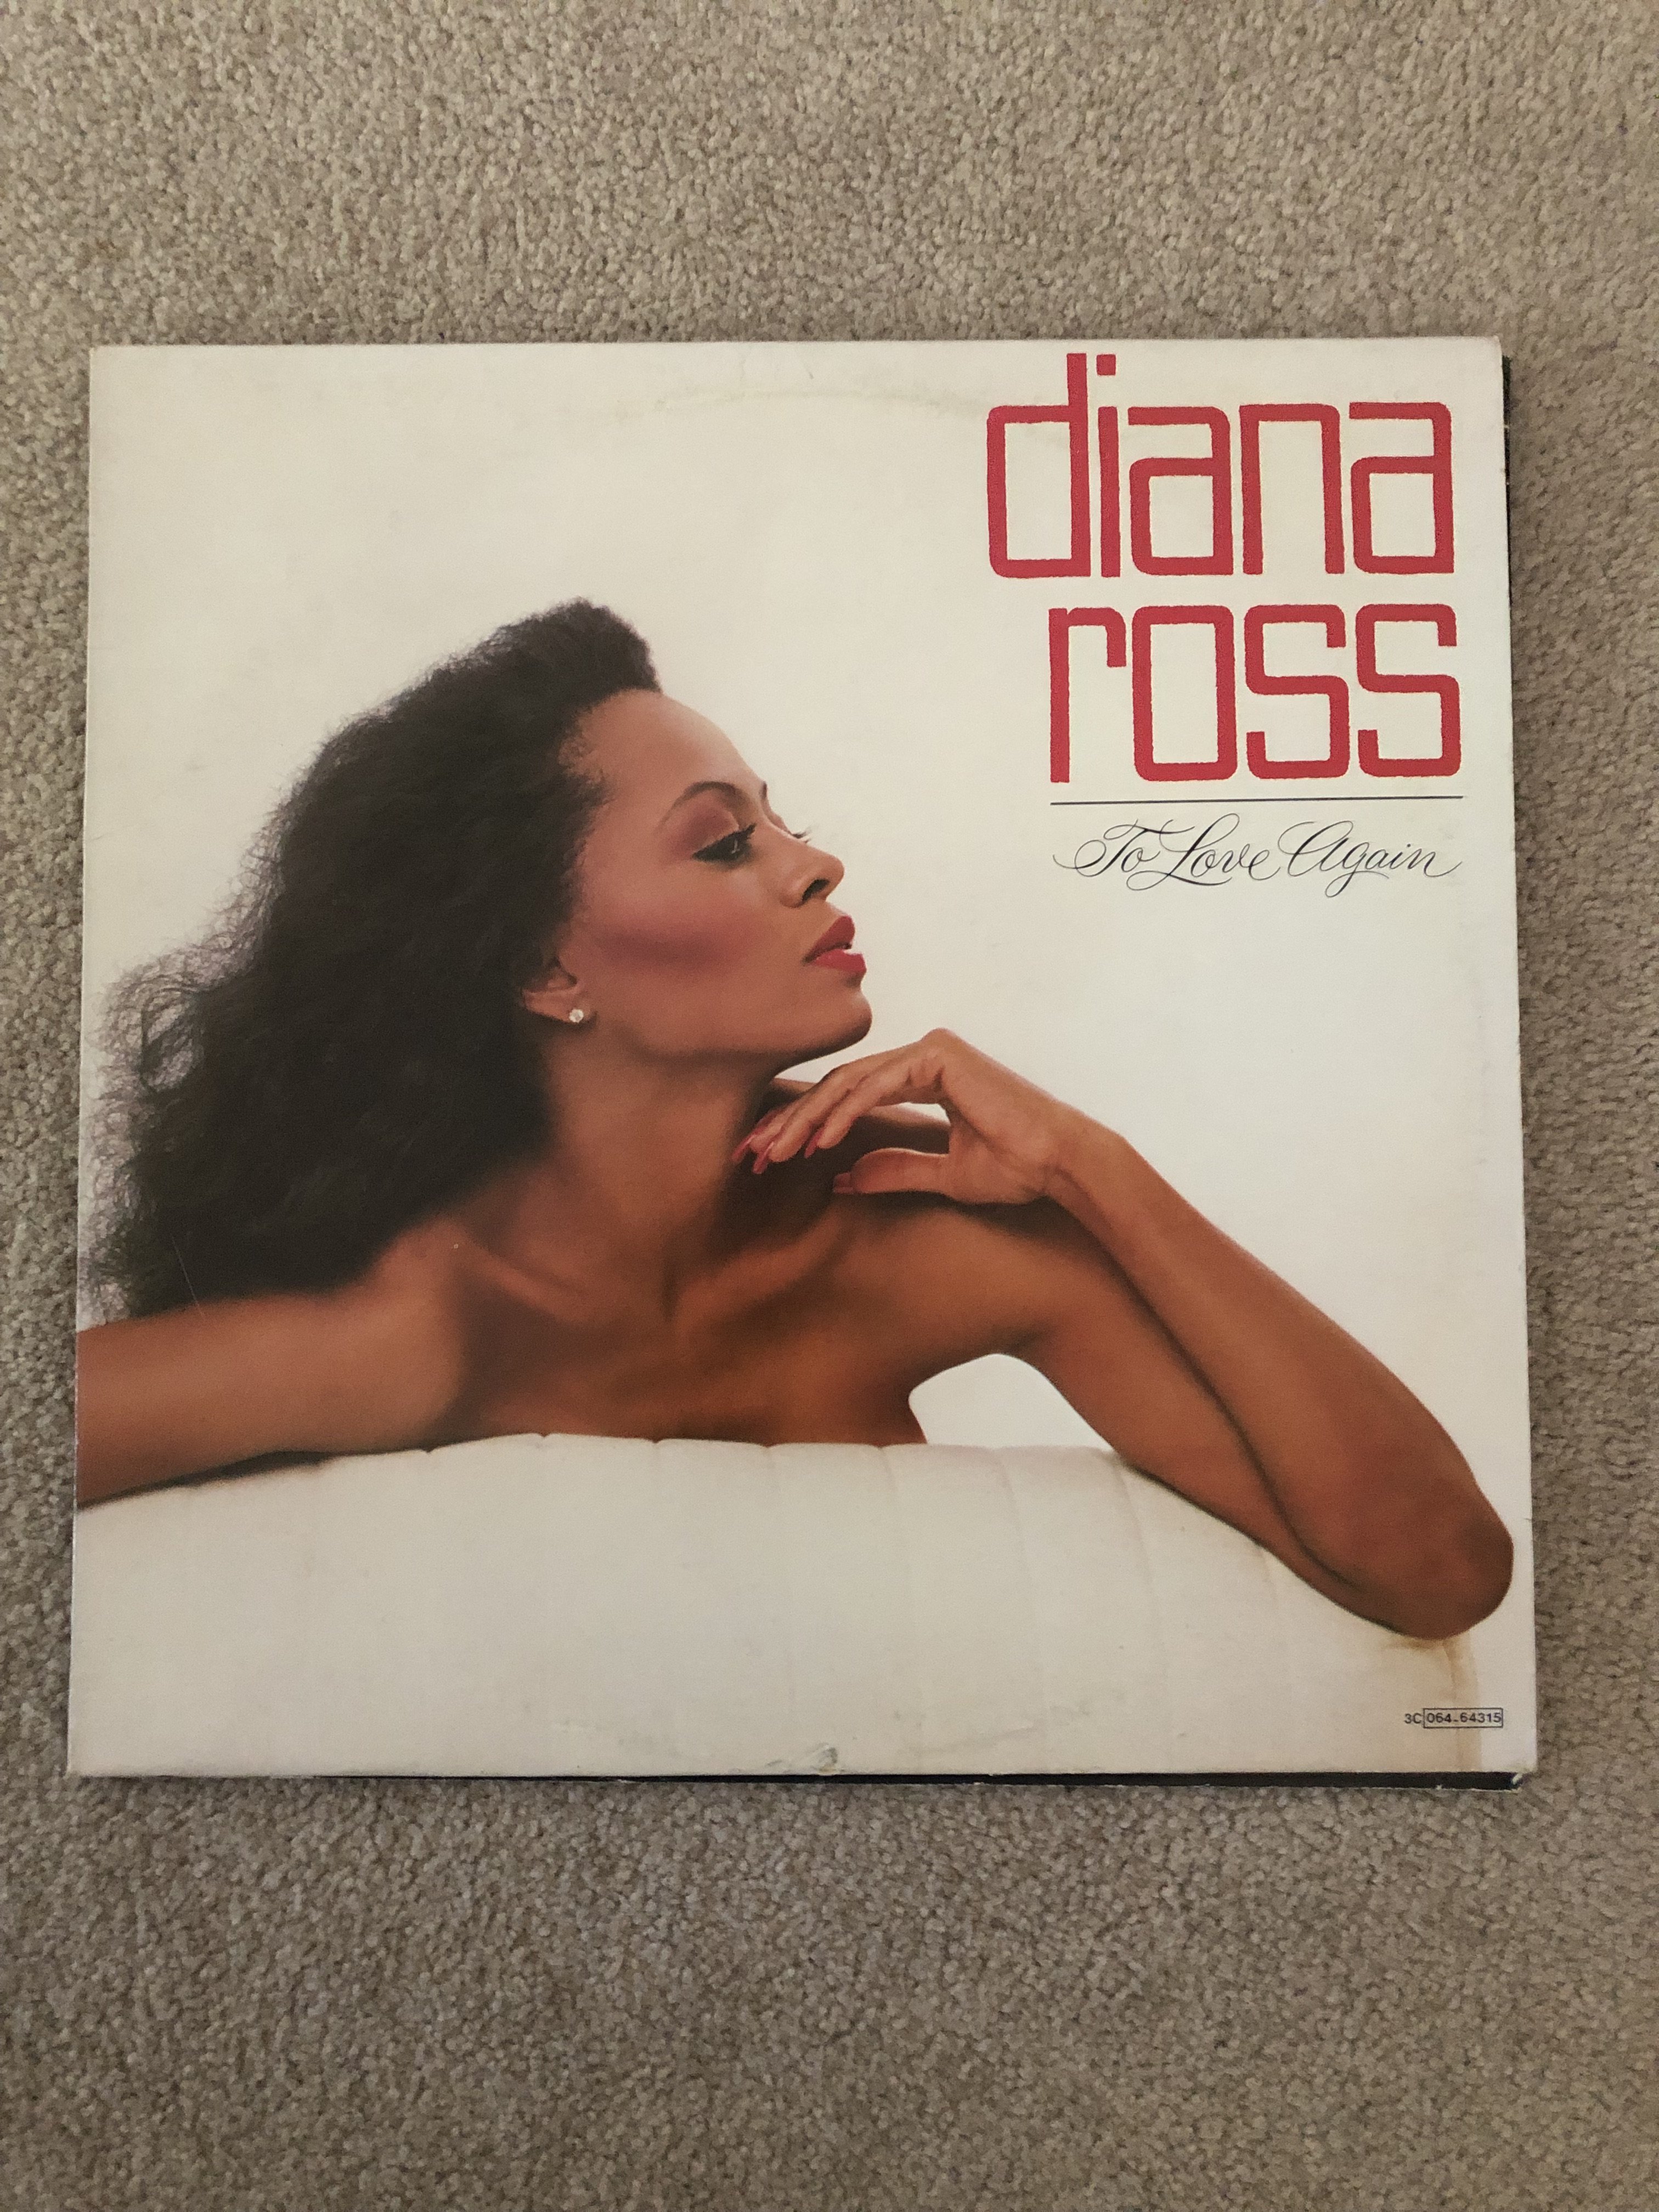 diana
ross
To Love Again
3C 064-64315